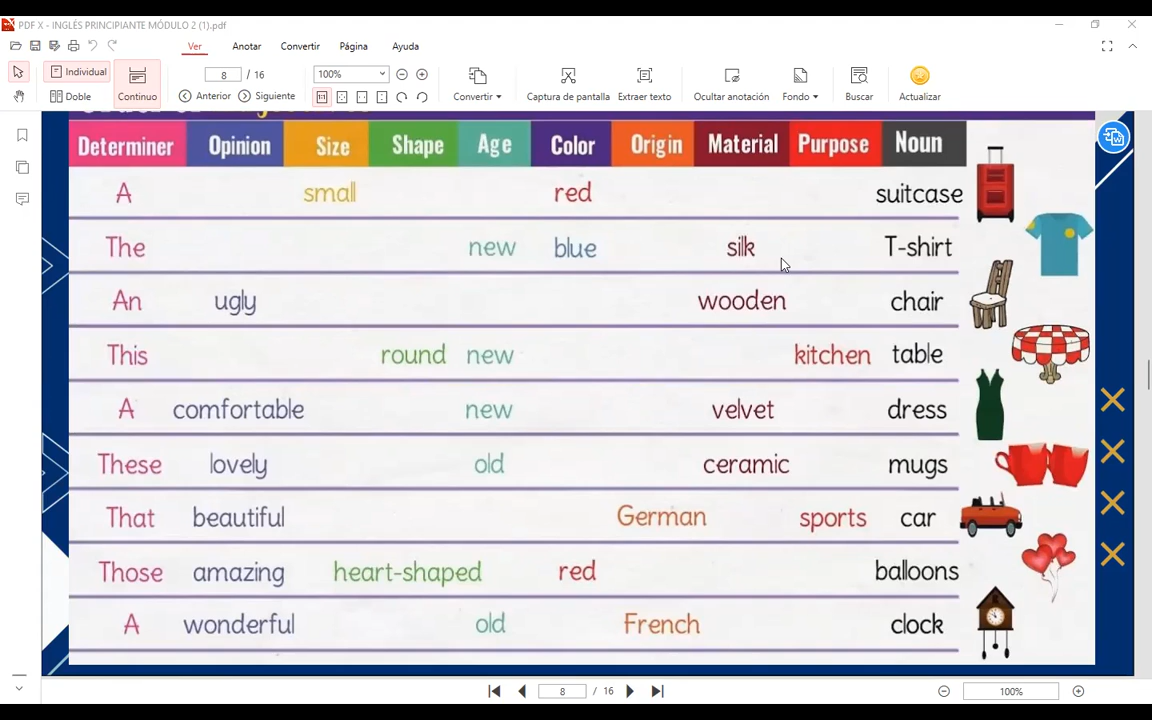 PDF X - INGLÉS PRINCIPIANTE MÓDULO 2 (1).pdf
Ver Anotar Convertir Página Ayuda
Individual
Doble
Continuo
8 / 16
Anterior Siguiente
100%
Convertir
Captura de pantalla
Extraer texto
Ocultar anotación
Fondo
Buscar
Actualizar
Determiner Opinion Size Shape Age Color Origin Material Purpose Noun
A small red suitcase
The new blue silk T-shirt
An ugly wooden chair
This round new kitchen table
A comfortable new velvet dress
These lovely old ceramic mugs
That beautiful German sports car
Those amazing heart-shaped red balloons
A wonderful old French clock
8 / 16
100%